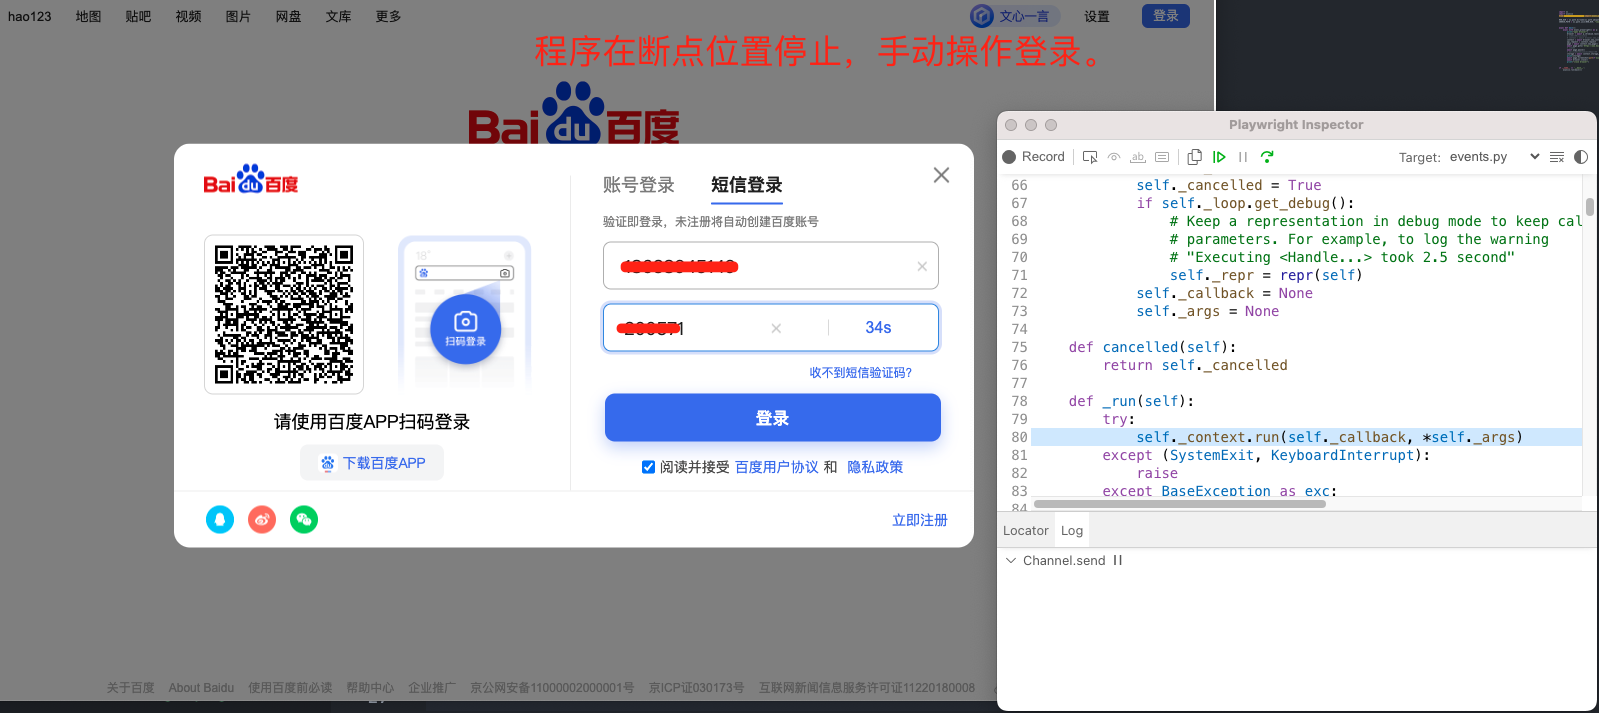 hao123 地图 贴吧 视频 图片 网盘 文库 更多 文心一言 设置 登录
程序在断点位置停止，手动操作登录。
Bai du 百度
Bai du 百度
账号登录 短信登录
验证即登录，未注册将自动创建百度账号
34s
收不到短信验证码?
登录
阅读并接受 百度用户协议 和 隐私政策
18°
扫码登录
请使用百度APP扫码登录
下载百度APP
立即注册
关于百度 About Baidu 使用百度前必读 帮助中心 企业推广 京公网安备11000002000001号 京ICP证030173号 互联网新闻信息服务许可证11220180008
Playwright Inspector
Record Target: events.py
66 self._cancelled = True
67 if self._loop.get_debug():
68 # Keep a representation in debug mode to keep cal
69 # parameters. For example, to log the warning
70 # "Executing <Handle...> took 2.5 second"
71 self._repr = repr(self)
72 self._callback = None
73 self._args = None
74
75 def cancelled(self):
76 return self._cancelled
77
78 def _run(self):
79 try:
80 self._context.run(self._callback, *self._args)
81 except (SystemExit, KeyboardInterrupt):
82 raise
83 except BaseException as exc:
84
Locator Log
Channel.send